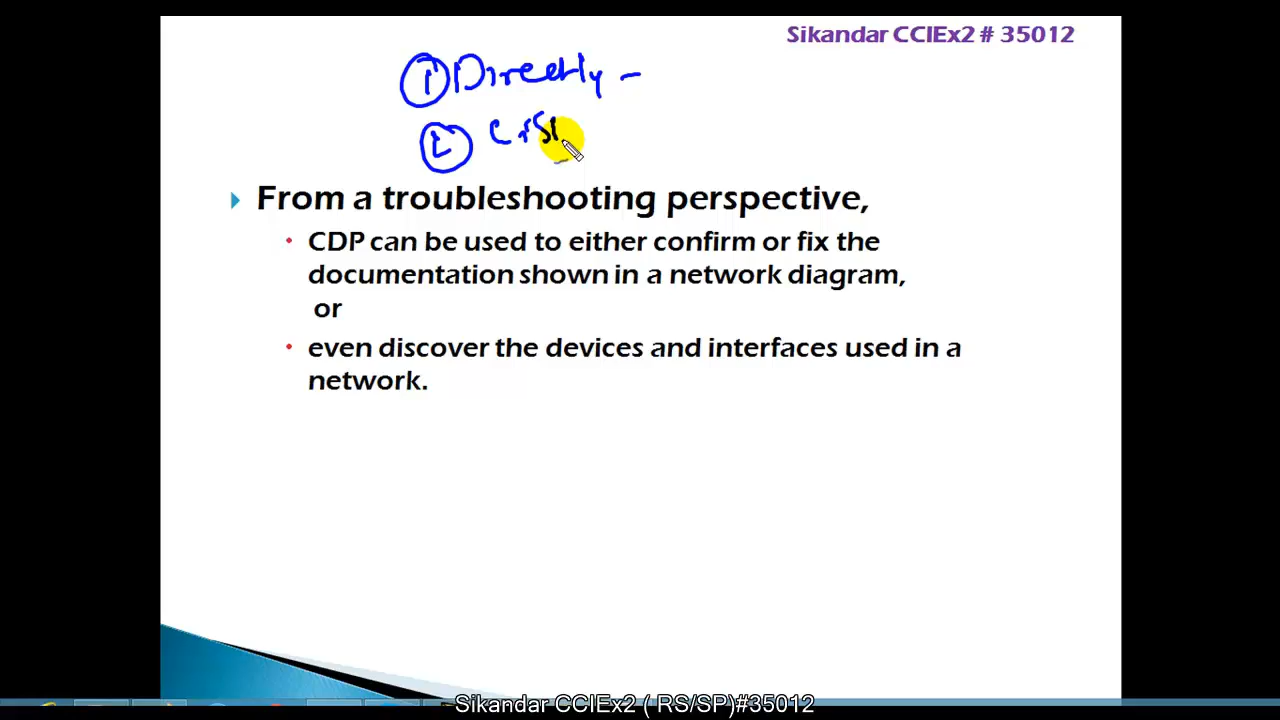 Sikandar CCIEx2 # 35012
① Directly -
②
From a troubleshooting perspective,
CDP can be used to either confirm or fix the
documentation shown in a network diagram,
or
even discover the devices and interfaces used in a
network.
Sikandar CCIEx2 ( RS/SP)#35012